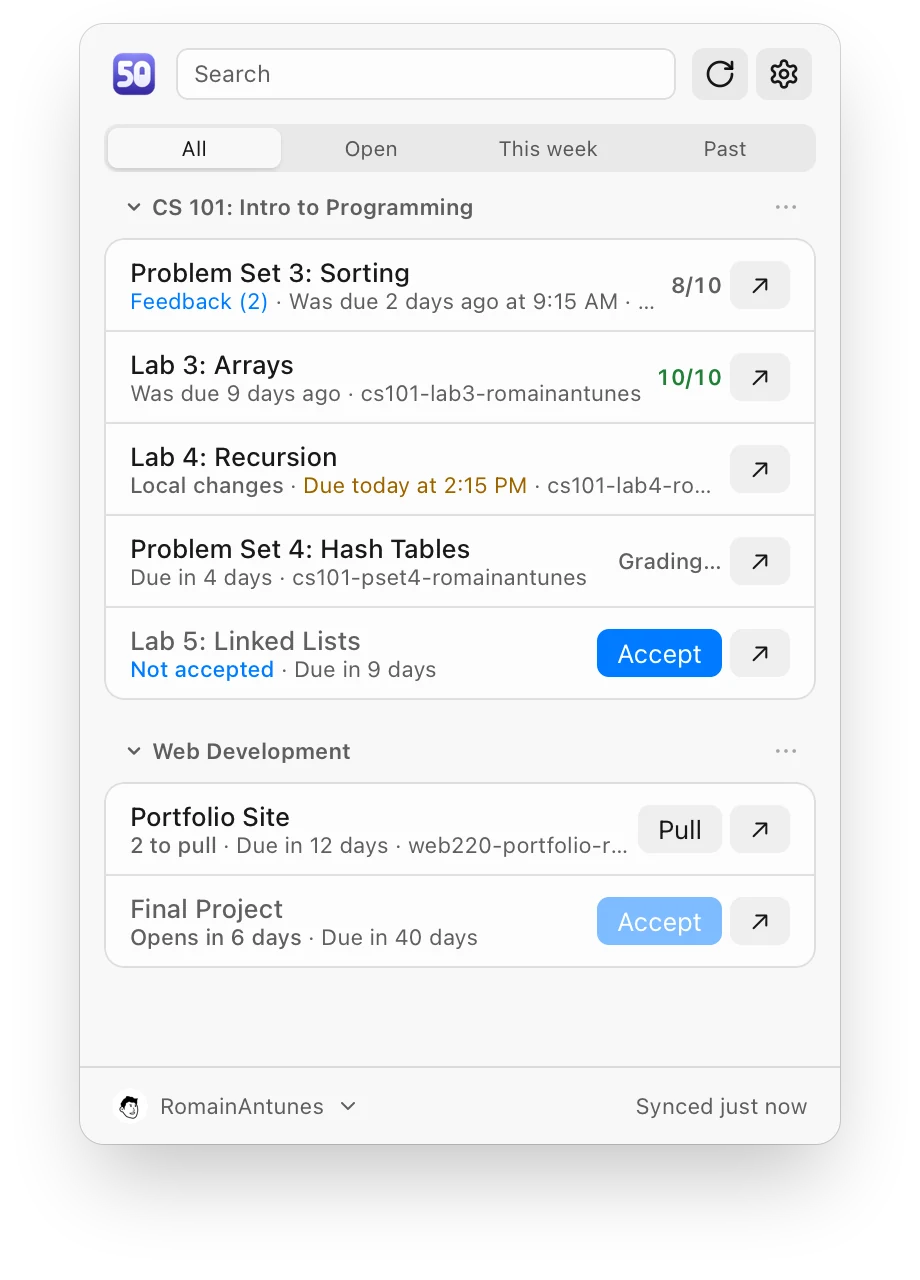 50 Search
All Open This week Past
CS 101: Intro to Programming ...
Problem Set 3: Sorting
Feedback (2) · Was due 2 days ago at 9:15 AM · ...
8/10
Lab 3: Arrays
Was due 9 days ago · cs101-lab3-romainantunes
10/10
Lab 4: Recursion
Local changes · Due today at 2:15 PM · cs101-lab4-ro...
Problem Set 4: Hash Tables
Due in 4 days · cs101-pset4-romainantunes
Grading...
Lab 5: Linked Lists
Not accepted · Due in 9 days
Accept
Web Development ...
Portfolio Site
2 to pull · Due in 12 days · web220-portfolio-r...
Pull
Final Project
Opens in 6 days · Due in 40 days
Accept
RomainAntunes Synced just now